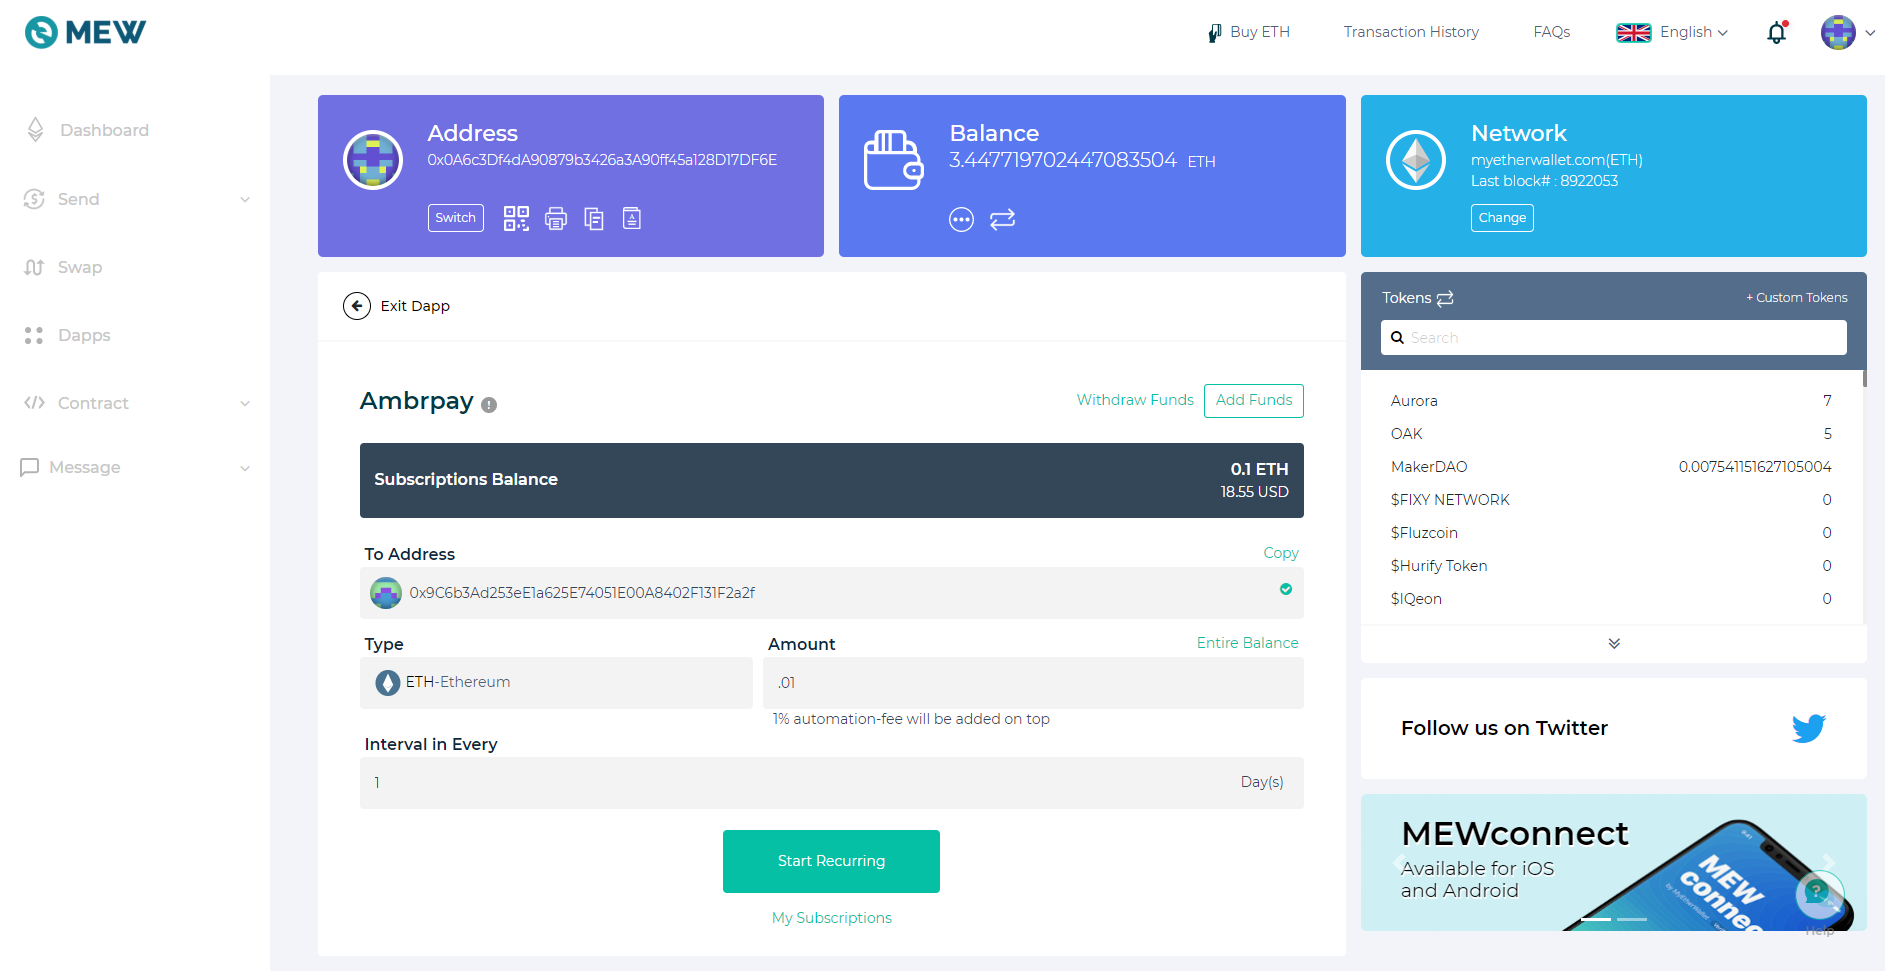 MEW
Buy ETH
Transaction History
FAQs
English
Dashboard
Send
Swap
Dapps
Contract
Message
Address
0x0A6c3Df4dA90879b3426a3A90ff45a128D17DF6E
Switch
Balance
3.447719702447083504 ETH
Network
myetherwallet.com(ETH)
Last block# : 8922053
Change
Exit Dapp
Ambrpay
Withdraw Funds
Add Funds
Subscriptions Balance
0.1 ETH
18.55 USD
To Address
Copy
0x9C6b3Ad253eE1a625E74051E00A8402F131F2a2f
Type
Amount
Entire Balance
ETH-Ethereum
.01
1% automation-fee will be added on top
Interval in Every
1
Day(s)
Start Recurring
My Subscriptions
Tokens
+ Custom Tokens
Search
Aurora 7
OAK 5
MakerDAO 0.007541151627105004
$FIXY NETWORK 0
$Fluzcoin 0
$Hurify Token 0
$IQeon 0
Follow us on Twitter
MEWconnect
Available for iOS
and Android
MEW
connect
Help